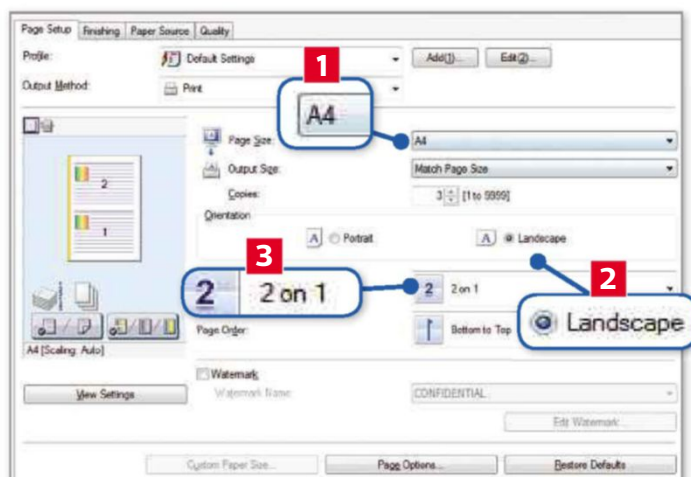 Page Setup Finishing Paper Source Quality
Profile: Default Settings Add(1)... Edit(2)...
Output Method: Print
1
A4
Page Size: A4
Output Size: Match Page Size
Copies: 3 [1 to 9999]
Orientation
A Portrait A Landscape
3
2 2 on 1
2 2 on 1
2
Landscape
Page Order: Bottom to Top
2
1
A4 [Scaling: Auto]
View Settings
Watermark
Watermark Name: CONFIDENTIAL
Edit Watermark...
Custom Paper Size... Page Options... Restore Defaults